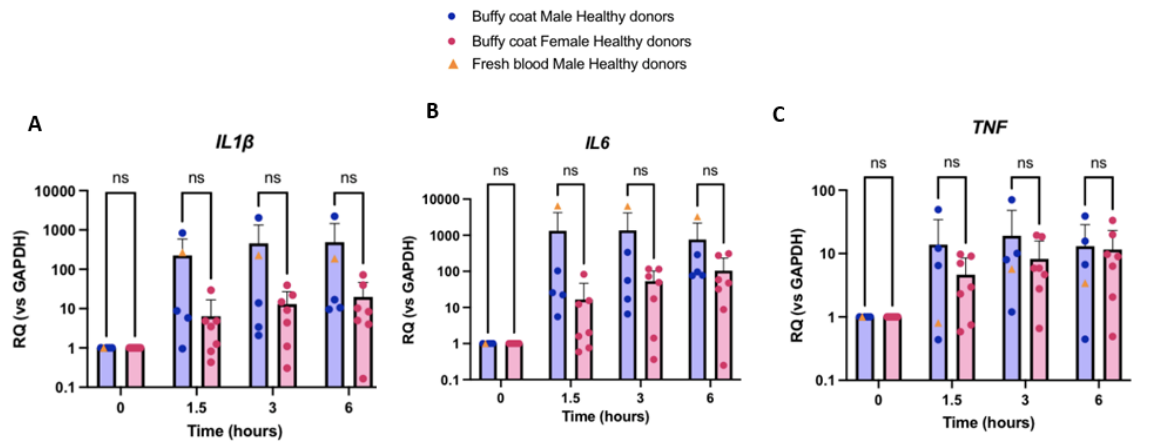 Buffy coat Male Healthy donors
Buffy coat Female Healthy donors
Fresh blood Male Healthy donors
A
IL1β
ns ns ns ns
10000
1000
100
10
1
0.1
RQ (vs GAPDH)
0 1.5 3 6
Time (hours)
B
IL6
ns ns ns ns
10000
1000
100
10
1
0.1
RQ (vs GAPDH)
0 1.5 3 6
Time (hours)
C
TNF
ns ns ns ns
100
10
1
0.1
RQ (vs GAPDH)
0 1.5 3 6
Time (hours)